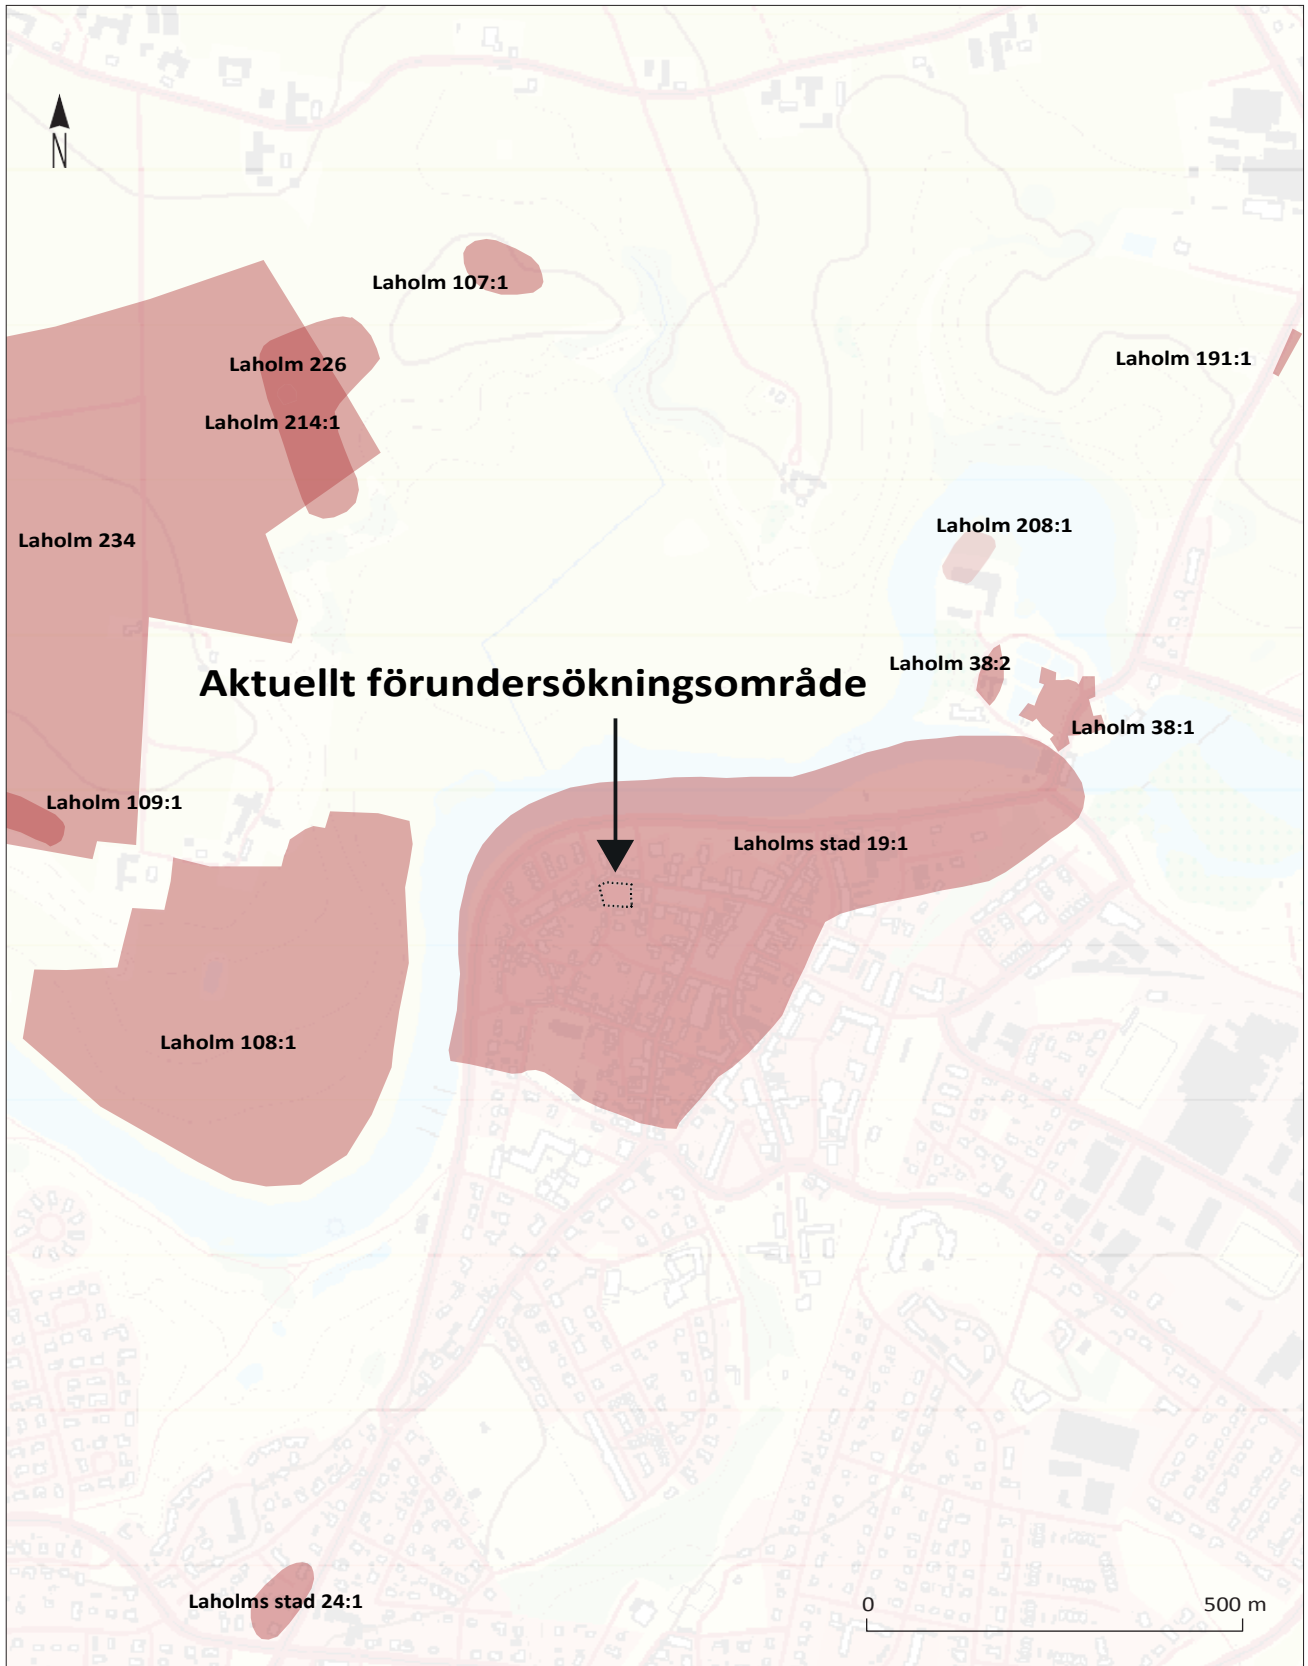 N
Laholm 107:1
Laholm 226
Laholm 191:1
Laholm 214:1
Laholm 208:1
Laholm 234
Laholm 38:2
Aktuellt förundersökningsområde
Laholm 38:1
Laholm 109:1
Laholms stad 19:1
Laholm 108:1
Laholms stad 24:1
0 500 m